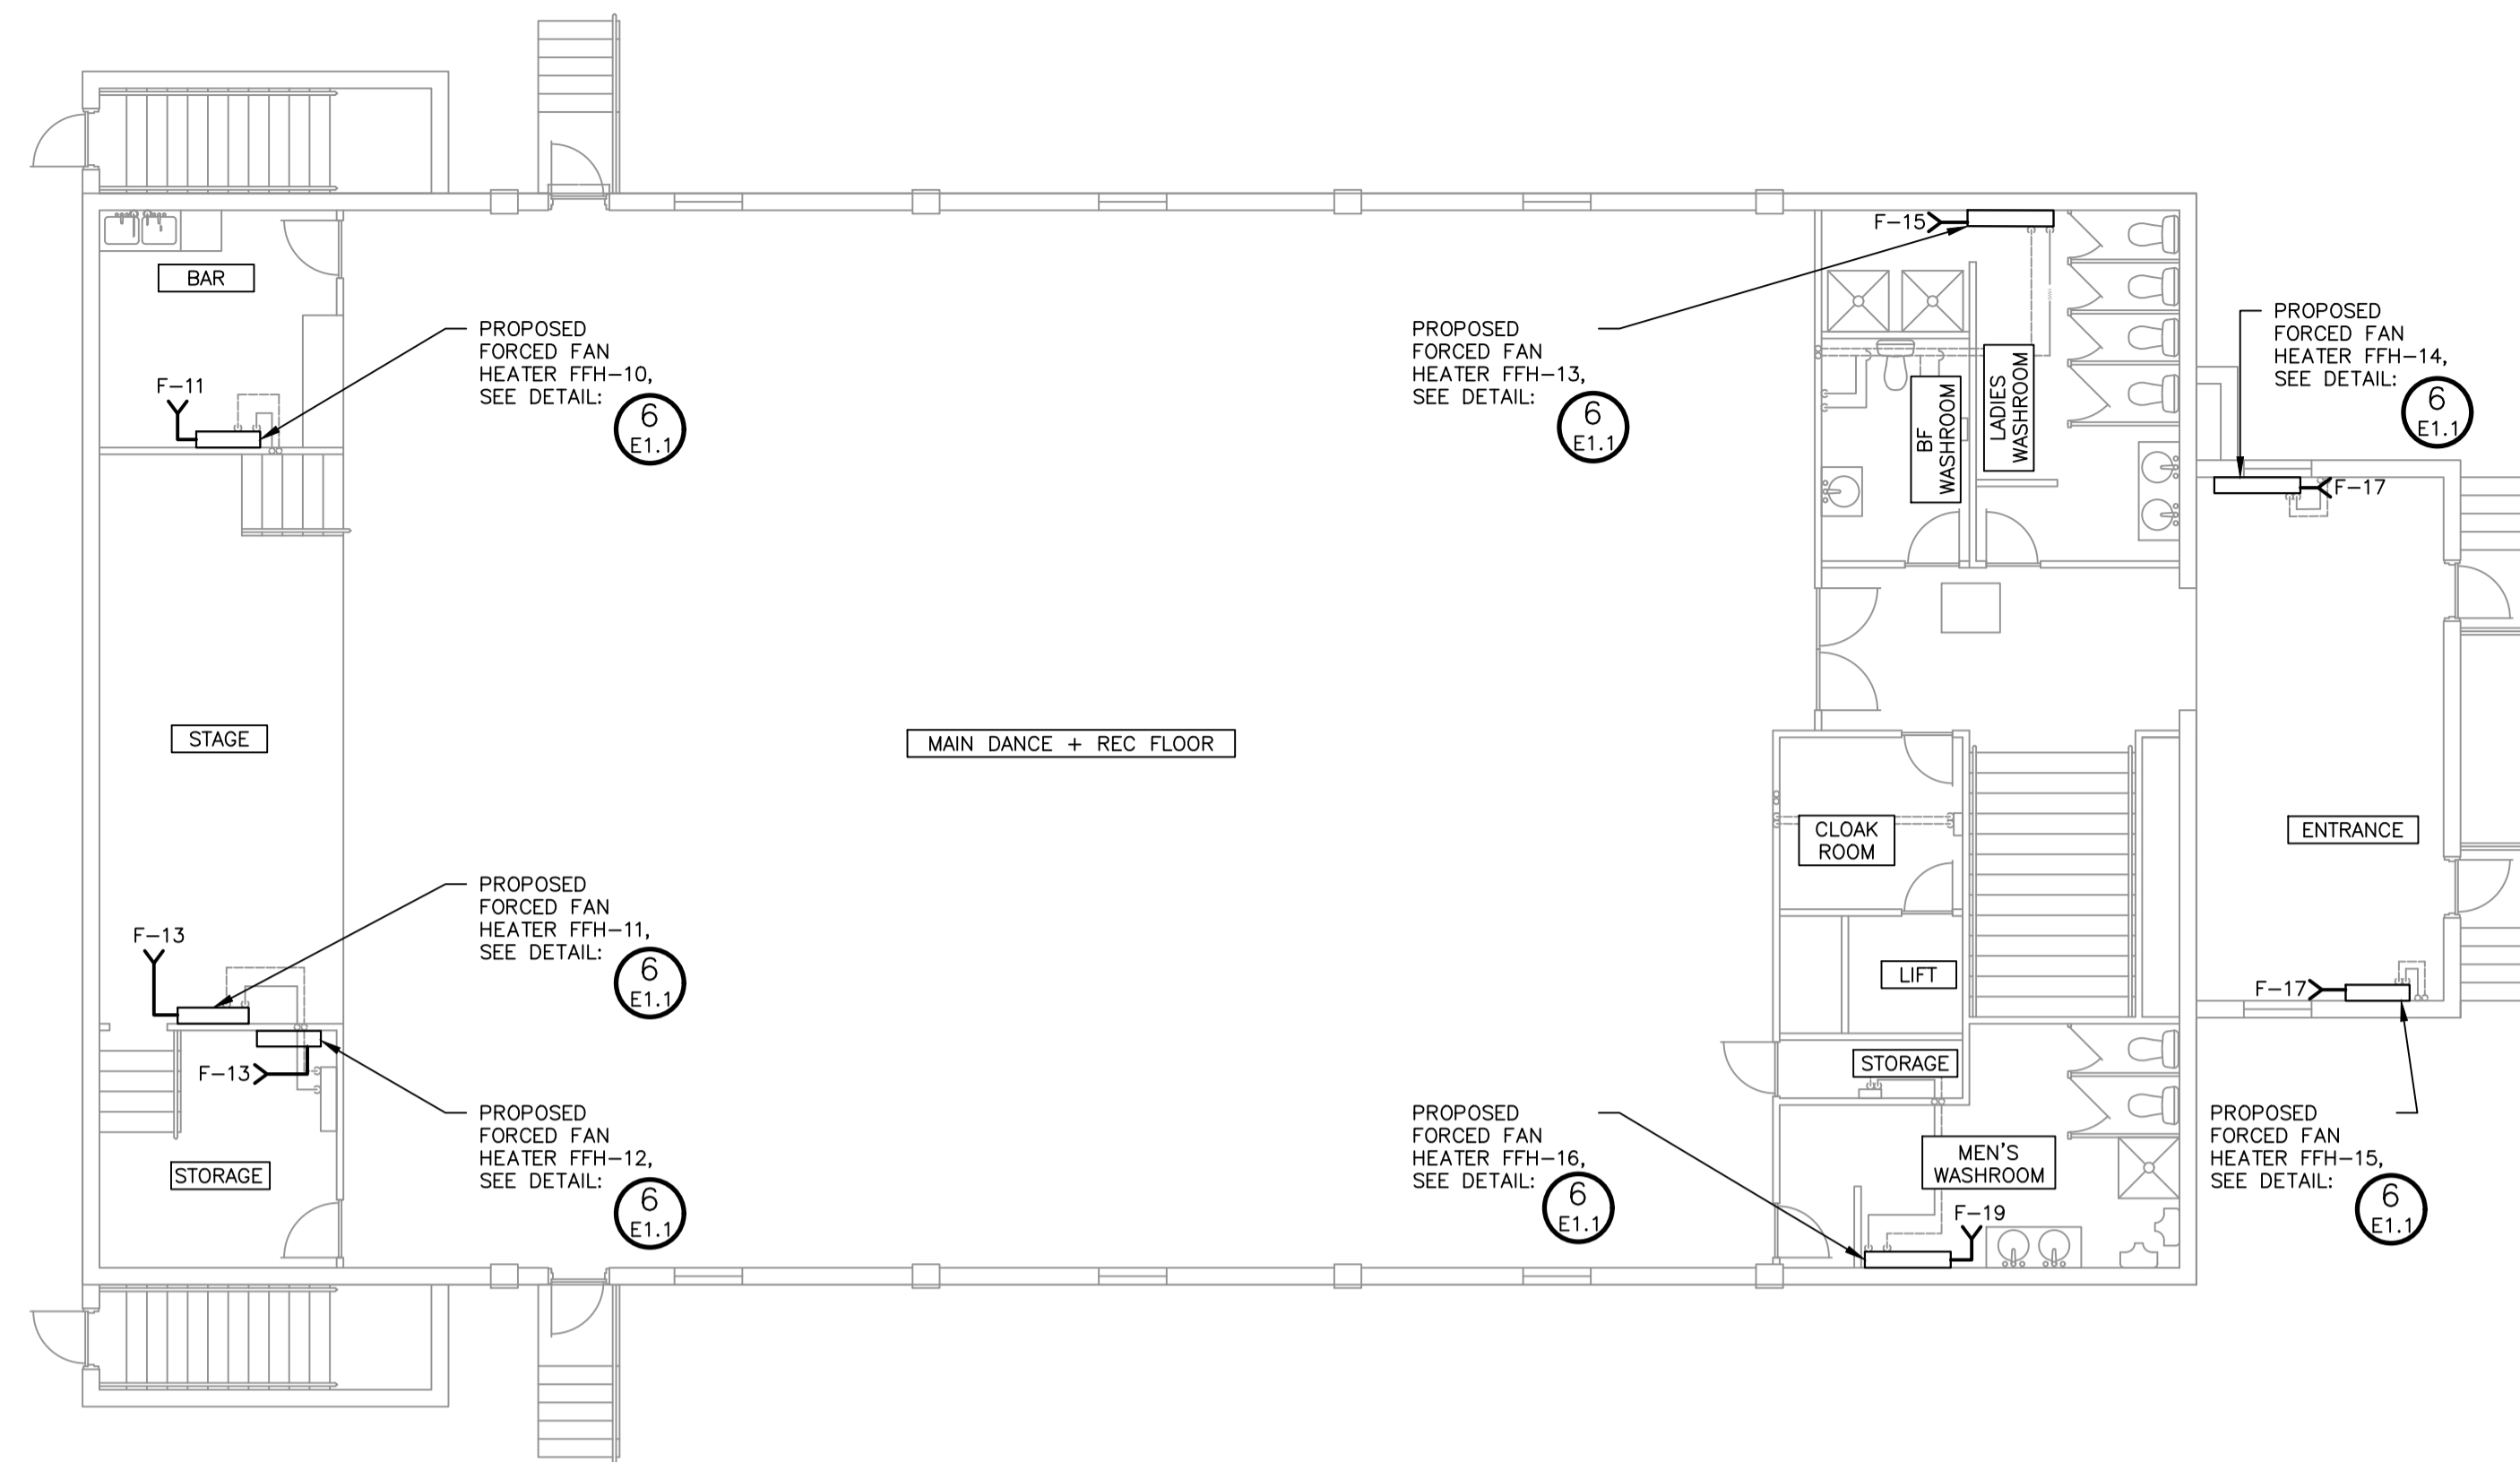 F-15
BAR
PROPOSED
FORCED FAN
HEATER FFH-10,
SEE DETAIL:
6
E1.1
F-11
PROPOSED
FORCED FAN
HEATER FFH-13,
SEE DETAIL:
6
E1.1
BF
WASHROOM
LADIES
WASHROOM
PROPOSED
FORCED FAN
HEATER FFH-14,
SEE DETAIL:
6
E1.1
F-17
STAGE
MAIN DANCE + REC FLOOR
CLOAK
ROOM
ENTRANCE
PROPOSED
FORCED FAN
HEATER FFH-11,
SEE DETAIL:
6
E1.1
F-13
LIFT
F-17
F-13
STORAGE
PROPOSED
FORCED FAN
HEATER FFH-12,
SEE DETAIL:
6
E1.1
STORAGE
PROPOSED
FORCED FAN
HEATER FFH-16,
SEE DETAIL:
6
E1.1
MEN'S
WASHROOM
F-19
PROPOSED
FORCED FAN
HEATER FFH-15,
SEE DETAIL:
6
E1.1